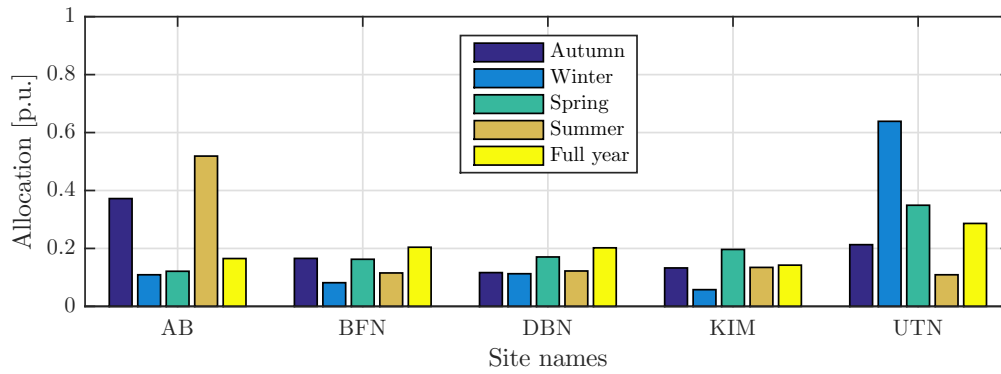 1
0.8
0.6
0.4
0.2
0
Allocation [p.u.]
Autumn
Winter
Spring
Summer
Full year
AB BFN DBN KIM UTN
Site names